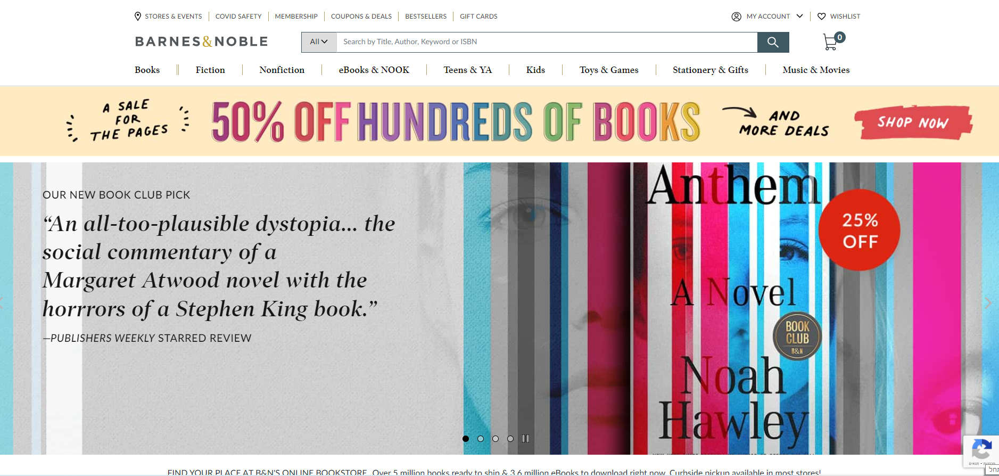 STORES & EVENTS
COVID SAFETY
MEMBERSHIP
COUPONS & DEALS
BESTSELLERS
GIFT CARDS
MY ACCOUNT
WISHLIST
BARNES&NOBLE
All
Search by Title, Author, Keyword or ISBN
0
Books
Fiction
Nonfiction
eBooks & NOOK
Teens & YA
Kids
Toys & Games
Stationery & Gifts
Music & Movies
A SALE
FOR
THE PAGES
50% OFF HUNDREDS OF BOOKS
AND
MORE DEALS
SHOP NOW
OUR NEW BOOK CLUB PICK
“An all-too-plausible dystopia... the
social commentary of a
Margaret Atwood novel with the
horrrors of a Stephen King book.”
—PUBLISHERS WEEKLY STARRED REVIEW
Anthem
25%
OFF
A Novel
BOOK
CLUB
B&N
Noah
Hawley
פרטיות - תנאים
FIND YOUR PLACE AT B&N'S ONLINE BOOKSTORE Over 5 million books ready to ship & 3.6 million eBooks to download right now. Curbside pickup available in most stores!